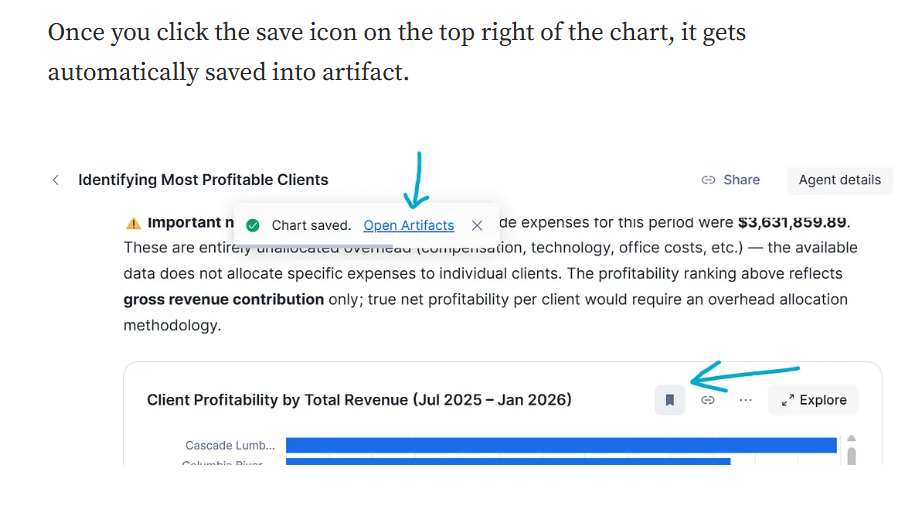 Once you click the save icon on the top right of the chart, it gets
automatically saved into artifact.
Identifying Most Profitable Clients
Share
Agent details
Important n
Chart saved. Open Artifacts
de expenses for this period were $3,631,859.89.
These are entirely unallocated overhead (compensation, technology, office costs, etc.) — the available
data does not allocate specific expenses to individual clients. The profitability ranking above reflects
gross revenue contribution only; true net profitability per client would require an overhead allocation
methodology.
Client Profitability by Total Revenue (Jul 2025 – Jan 2026)
Explore
Cascade Lumb...
Columbia River